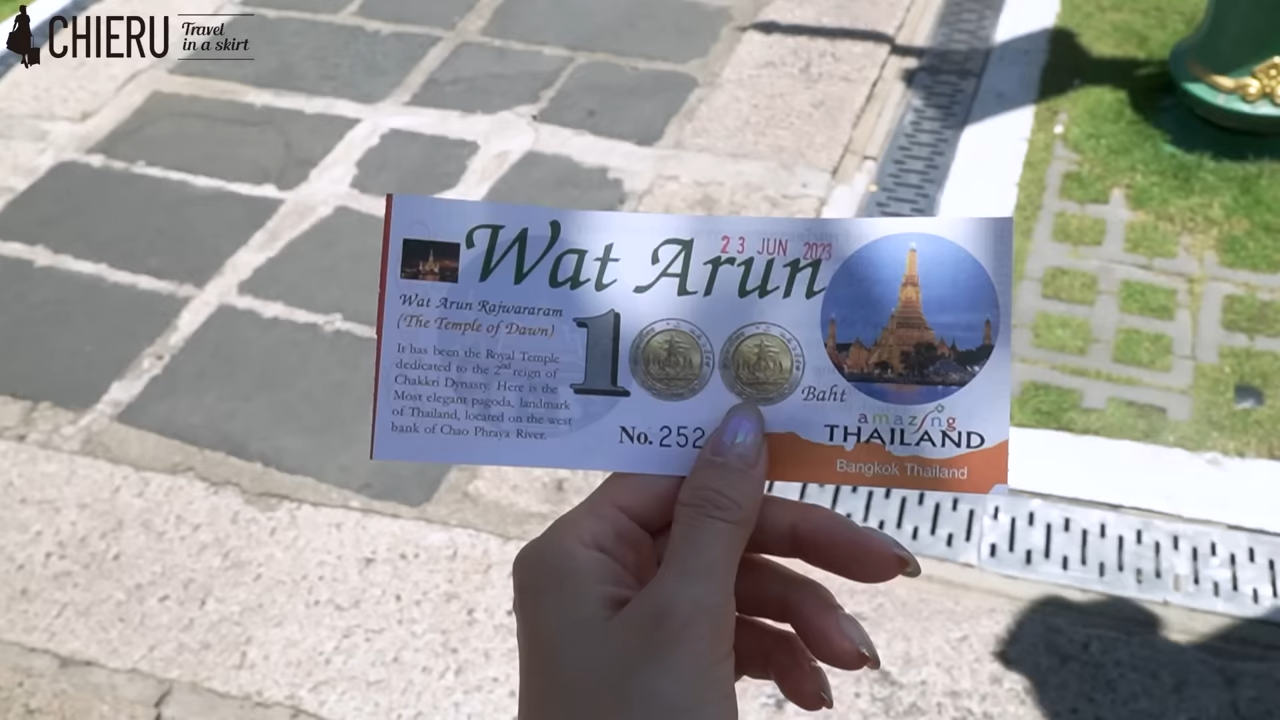 CHIERU
Travel
in a skirt
Wat Arun
23 JUN 2023
Wat Arun Rajwararam
(The Temple of Dawn)
It has been the Royal Temple
dedicated to the 2nd reign of
Chakkri Dynasty. Here is the
Most elegant pagoda, landmark
of Thailand, located on the west
bank of Chao Phraya River.
1
Baht
No. 252
amazing
THAILAND
Bangkok Thailand